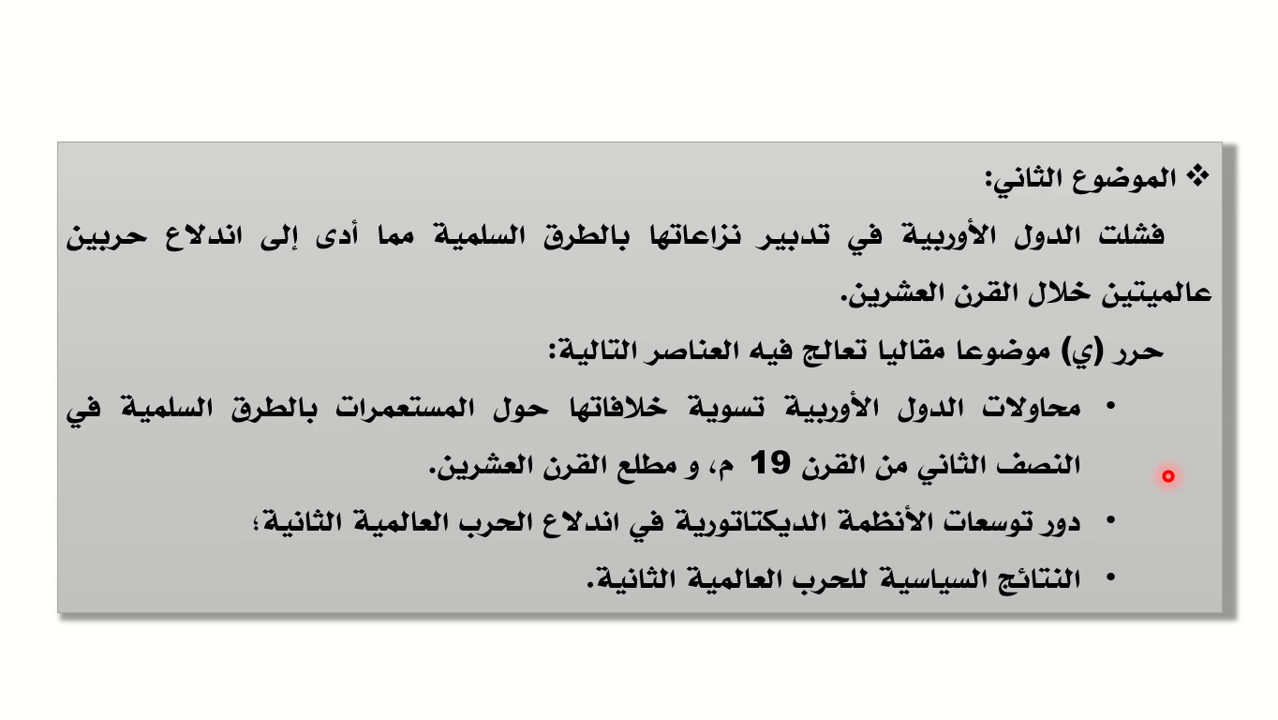 ❖ الموضوع الثاني:
فشلت الدول الأوربية في تدبير نزاعاتها بالطرق السلمية مما أدى إلى اندلاع حربين
عالميتين خلال القرن العشرين.
حرر (ي) موضوعا مقاليا تعالج فيه العناصر التالية:
• محاولات الدول الأوربية تسوية خلافاتها حول المستعمرات بالطرق السلمية في
النصف الثاني من القرن 19 م، و مطلع القرن العشرين.
• دور توسعات الأنظمة الديكتاتورية في اندلاع الحرب العالمية الثانية؛
• النتائج السياسية للحرب العالمية الثانية.